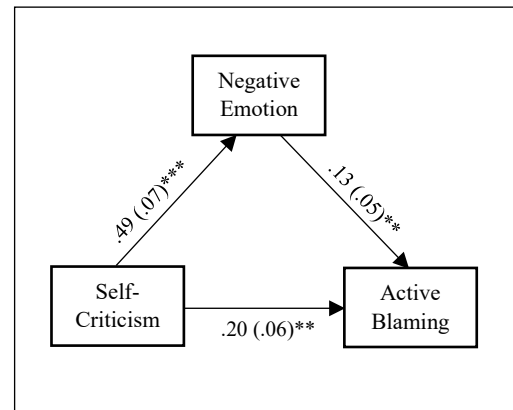 Negative
Emotion
.49 (.07)***
.13 (.05)**
Self-
Criticism
.20 (.06)**
Active
Blaming